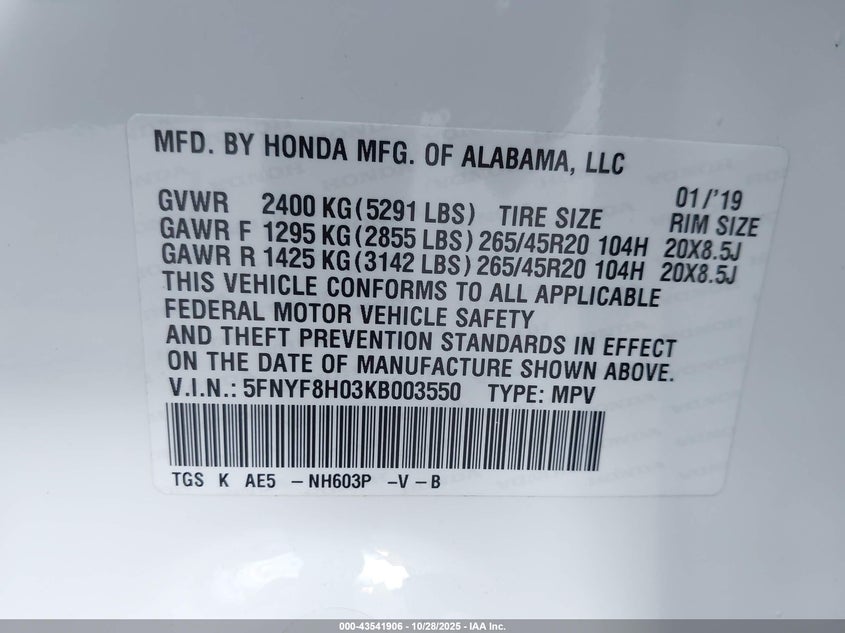 MFD. BY HONDA MFG. OF ALABAMA, LLC
01/'19
GVWR 2400 KG (5291 LBS) TIRE SIZE RIM SIZE
GAWR F 1295 KG (2855 LBS) 265/45R20 104H 20X8.5J
GAWR R 1425 KG (3142 LBS) 265/45R20 104H 20X8.5J
THIS VEHICLE CONFORMS TO ALL APPLICABLE
FEDERAL MOTOR VEHICLE SAFETY
AND THEFT PREVENTION STANDARDS IN EFFECT
ON THE DATE OF MANUFACTURE SHOWN ABOVE.
V.I.N.: 5FNYF8H03KB003550 TYPE: MPV
TGS K AE5 -NH603P -V-B
000-43541906 | 10/28/2025 | IAA Inc.